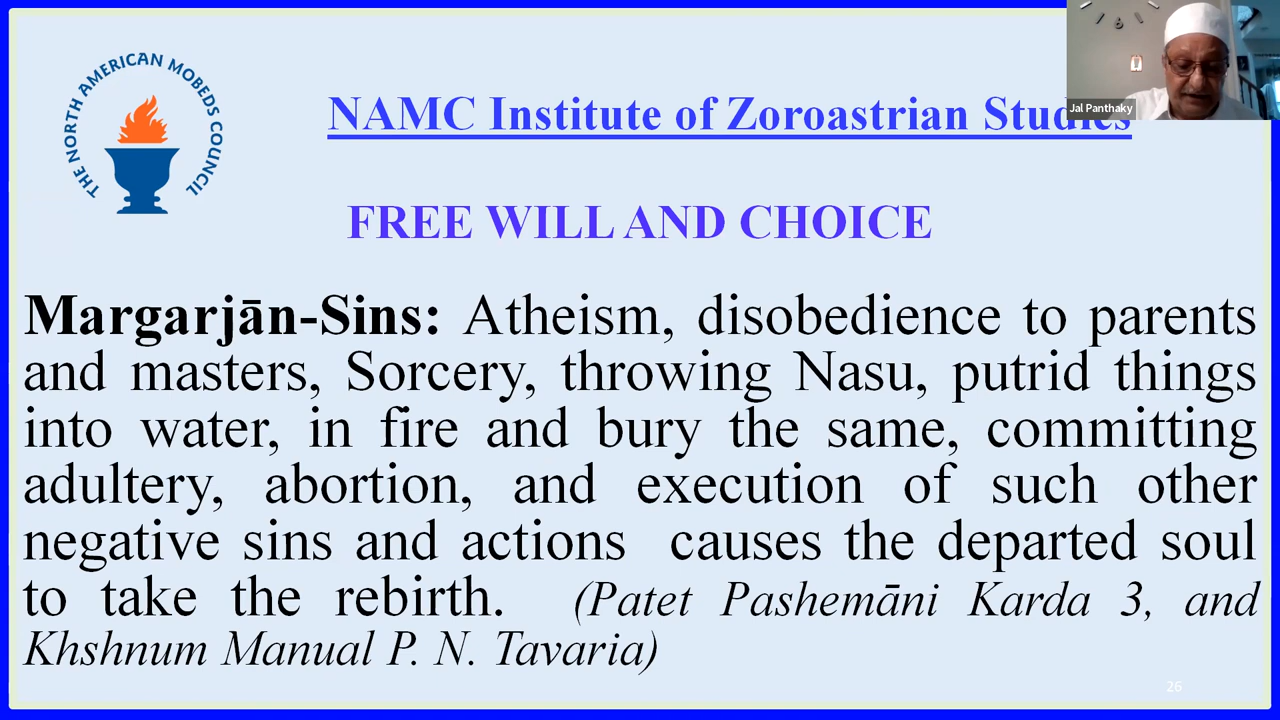 THE NORTH AMERICAN MOBEDS COUNCIL
NAMC Institute of Zoroastrian Studies
Jal Panthaky
FREE WILL AND CHOICE
Margarjān-Sins: Atheism, disobedience to parents
and masters, Sorcery, throwing Nasu, putrid things
into water, in fire and bury the same, committing
adultery, abortion, and execution of such other
negative sins and actions causes the departed soul
to take the rebirth. (Patet Pashemāni Karda 3, and
Khshnum Manual P. N. Tavaria)
26